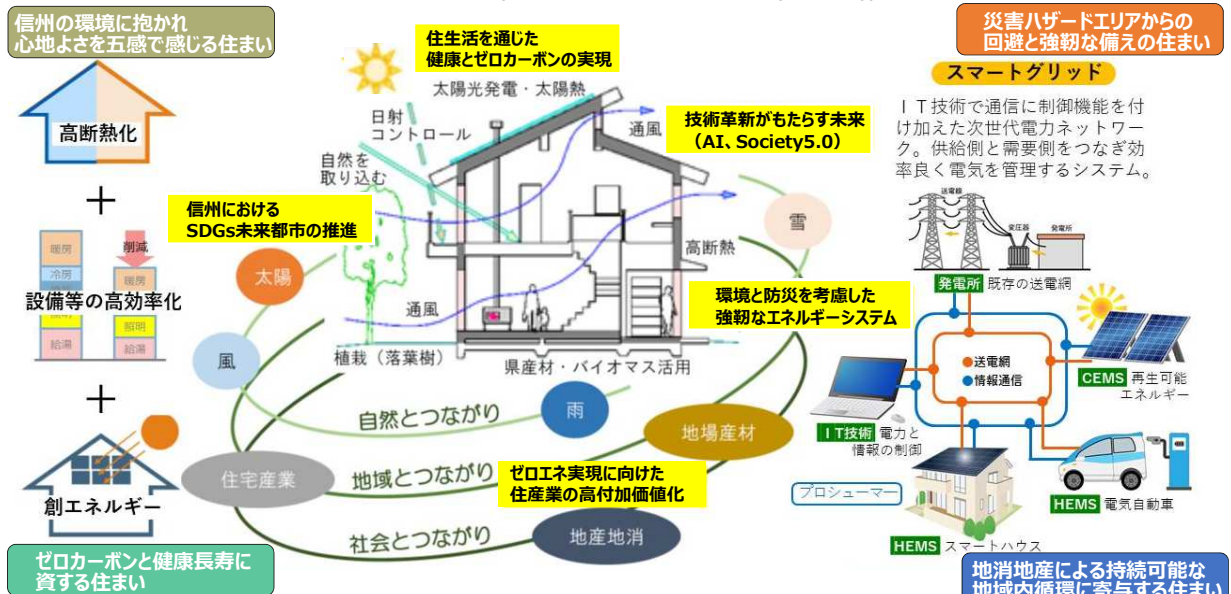 信州の環境に抱かれ
心地よさを五感で感じる住まい
高断熱化
+
暖房
冷房
削減
暖房
設備等の高効率化
照明
給湯
給湯
+
創エネルギー
ゼロカーボンと健康長寿に
資する住まい
住生活を通じた
健康とゼロカーボンの実現
太陽光発電・太陽熱
日射
コントロール
通風
自然を
取り込む
技術革新がもたらす未来
（AI、Society5.0）
信州における
SDGs未来都市の推進
太陽
風
雪
高断熱
通風
環境と防災を考慮した
強靭なエネルギーシステム
植栽（落葉樹）
県産材・バイオマス活用
自然とつながり
雨
地場産材
住宅産業
地域とつながり
ゼロエネ実現に向けた
住産業の高付加価値化
社会とつながり
地産地消
災害ハザードエリアからの
回避と強靭な備えの住まい
スマートグリッド
ＩＴ技術で通信に制御機能を付
け加えた次世代電力ネットワー
ク。供給側と需要側をつなぎ効
率良く電気を管理するシステム。
送電線
変圧器
発電所
発電所 既存の送電網
●送電網
●情報通信
CEMS 再生可能
エネルギー
ＩＴ技術 電力と
情報の制御
プロシューマー
HEMS 電気自動車
HEMS スマートハウス
地消地産による持続可能な
地域内循環に寄与する住まい